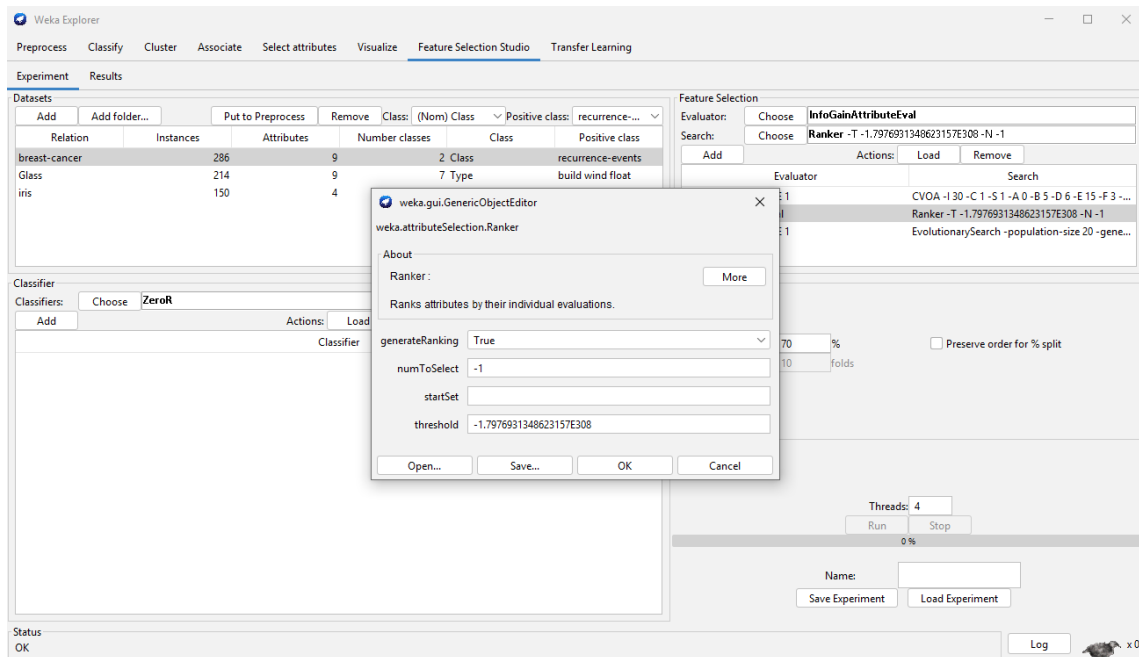 Weka Explorer
Preprocess Classify Cluster Associate Select attributes Visualize Feature Selection Studio Transfer Learning
Experiment Results
Datasets
Add Add folder... Put to Preprocess Remove Class: (Nom) Class Positive class: recurrence-...
Relation Instances Attributes Number classes Class Positive class
breast-cancer 286 9 2 Class recurrence-events
Glass 214 9 7 Type build wind float
iris 150 4
Feature Selection
Evaluator: Choose InfoGainAttributeEval
Search: Choose Ranker -T -1.7976931348623157E308 -N -1
Add Actions: Load Remove
Evaluator Search
E 1 CVOA -I 30 -C 1 -S 1 -A 0 -B 5 -D 6 -E 15 -F 3 -...
l Ranker -T -1.7976931348623157E308 -N -1
E 1 EvolutionarySearch -population-size 20 -gene...
weka.gui.GenericObjectEditor
weka.attributeSelection.Ranker
About
Ranker :
More
Ranks attributes by their individual evaluations.
generateRanking True
numToSelect -1
startSet
threshold -1.7976931348623157E308
Open... Save... OK Cancel
Classifier
Classifiers: Choose ZeroR
Add Actions: Load
Classifier
70 % Preserve order for % split
10 folds
Threads: 4
Run Stop
0 %
Name:
Save Experiment Load Experiment
Status
OK
Log x 0